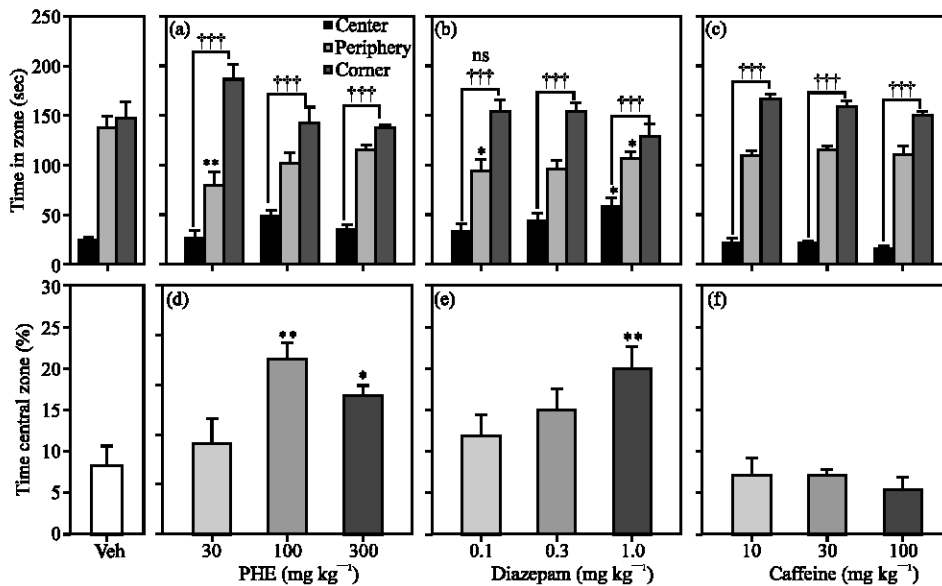 Time in zone (sec)
250
200
150
100
50
0
(a)
Center
Periphery
Corner
†††
†††
†††
**
(b)
ns
†††
†††
†††
*
*
*
(c)
†††
†††
†††
Time central zone (%)
30
25
20
15
10
5
0
Veh
(d)
**
*
30 100 300
PHE (mg kg⁻¹)
(e)
**
0.1 0.3 1.0
Diazepam (mg kg⁻¹)
(f)
10 30 100
Caffeine (mg kg⁻¹)